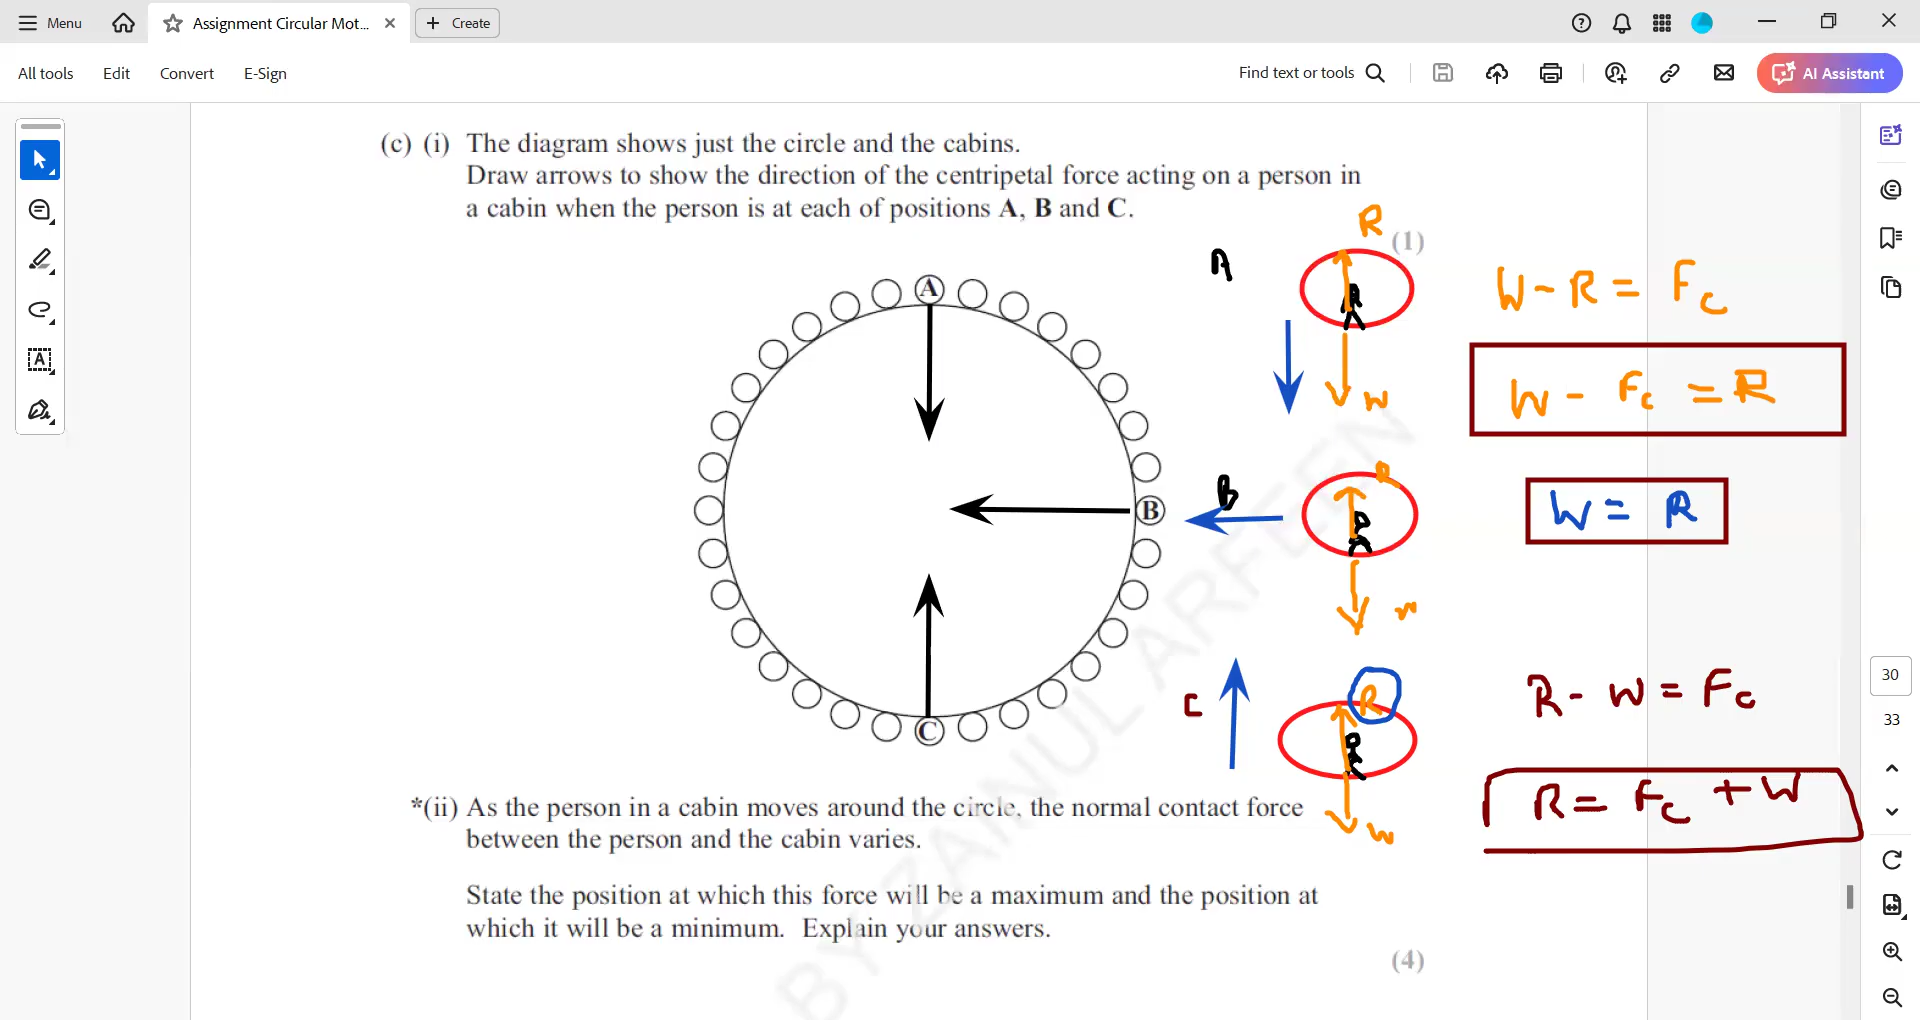 Menu
Assignment Circular Mot...
Create
All tools
Edit
Convert
E-Sign
Find text or tools
AI Assistant
(c) (i) The diagram shows just the circle and the cabins.
Draw arrows to show the direction of the centripetal force acting on a person in
a cabin when the person is at each of positions A, B and C.
(1)
A
B
C
A
R
W
W - R = Fc
W - Fc = R
B
R
W = R
C
R
W
R - W = Fc
R = Fc + W
*(ii) As the person in a cabin moves around the circle, the normal contact force
between the person and the cabin varies.
State the position at which this force will be a maximum and the position at
which it will be a minimum. Explain your answers.
(4)
BY ZAINUL ARFEEN
30
33